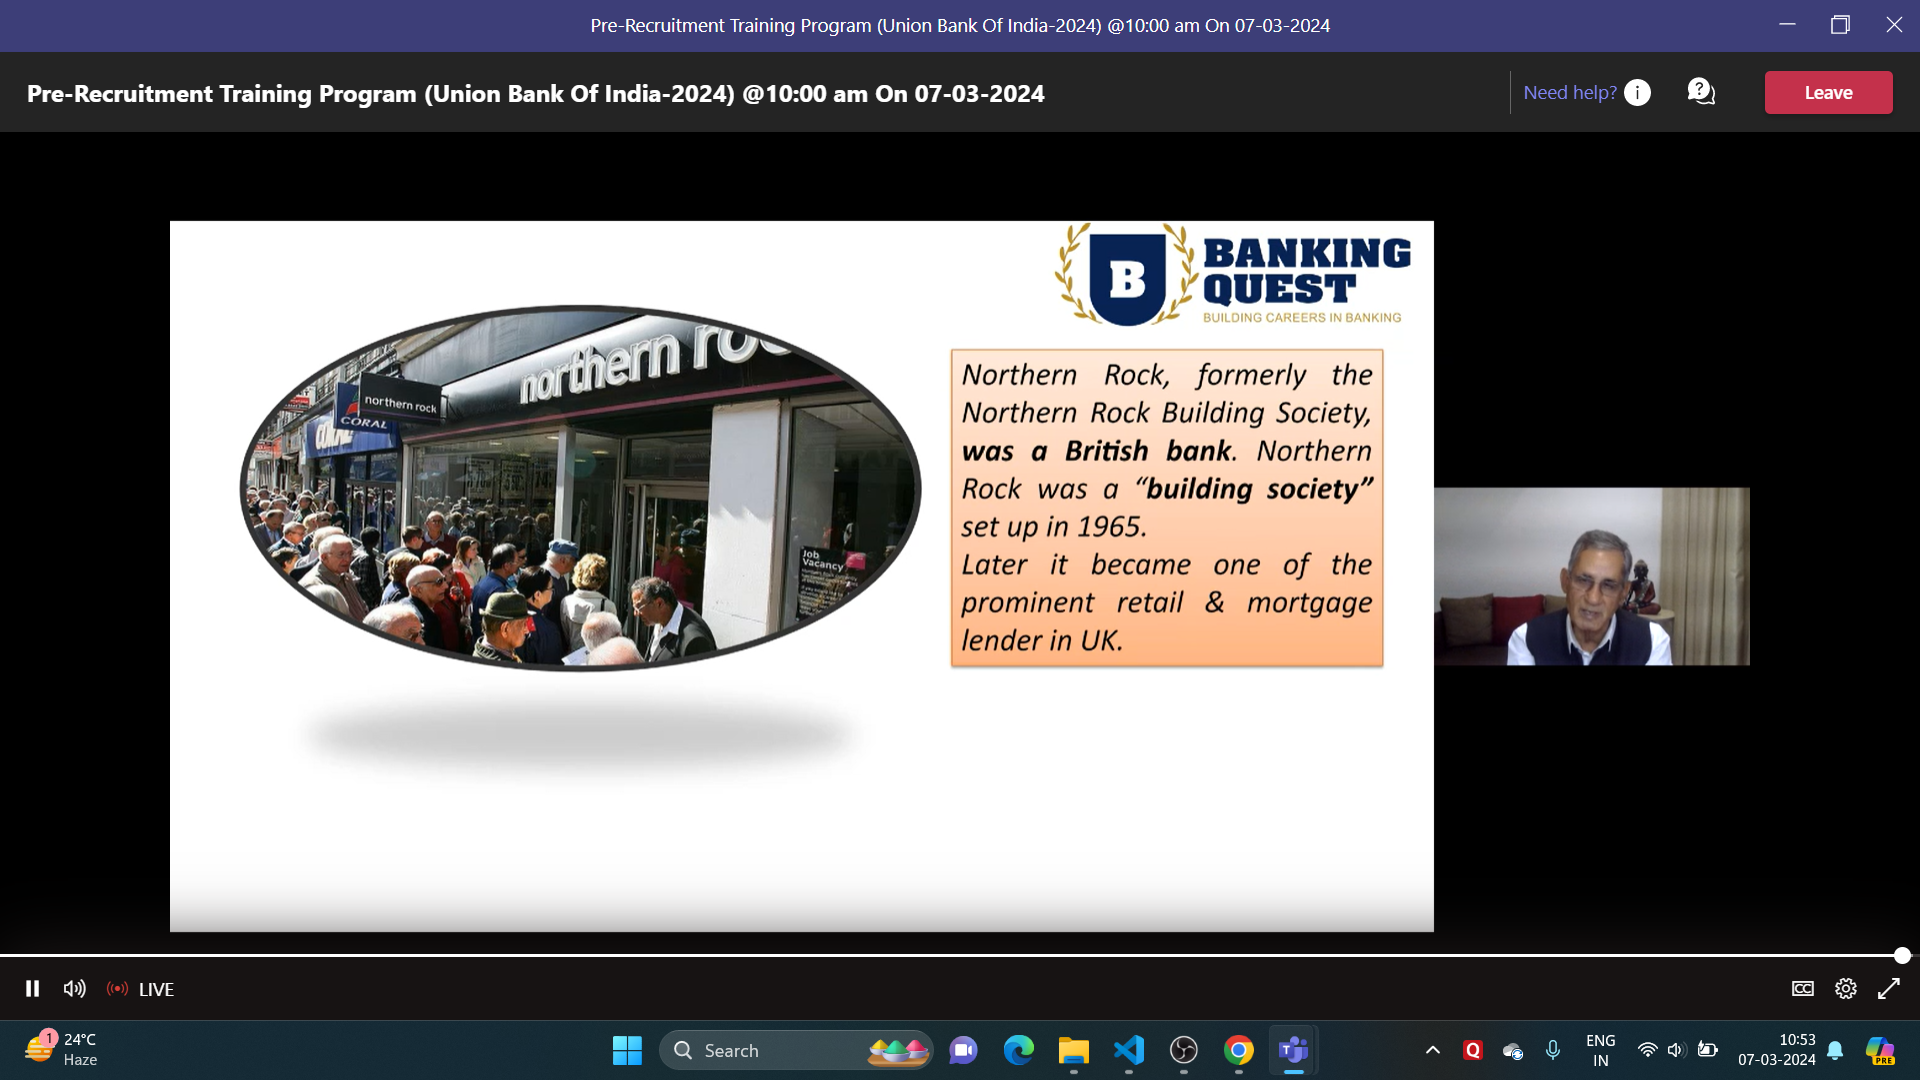 Pre-Recruitment Training Program (Union Bank Of India-2024) @10:00 am On 07-03-2024
Pre-Recruitment Training Program (Union Bank Of India-2024) @10:00 am On 07-03-2024
Need help?
Leave
B
BANKING
QUEST
BUILDING CAREERS IN BANKING
northern ro
northern rock
CORAL
Job
Vacancy
Northern Rock, formerly the
Northern Rock Building Society,
was a British bank. Northern
Rock was a “building society”
set up in 1965.
Later it became one of the
prominent retail & mortgage
lender in UK.
LIVE
CC
1
24°C
Haze
Search
Q
ENG
IN
10:53
07-03-2024
PRE